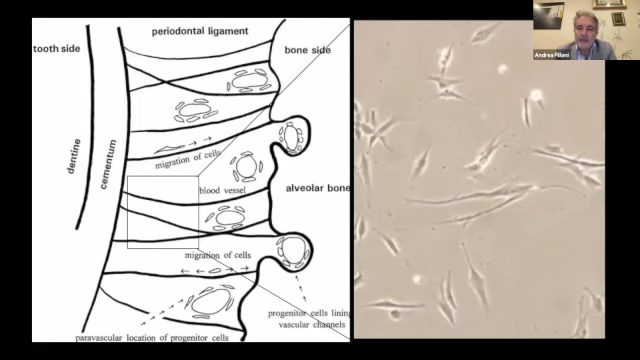 periodontal ligament
tooth side
bone side
dentine
cementum
migration of cells
blood vessel
alveolar bone
migration of cells
progenitor cells lining
vascular channels
paravascular location of progenitor cells
Andrea Pilloni